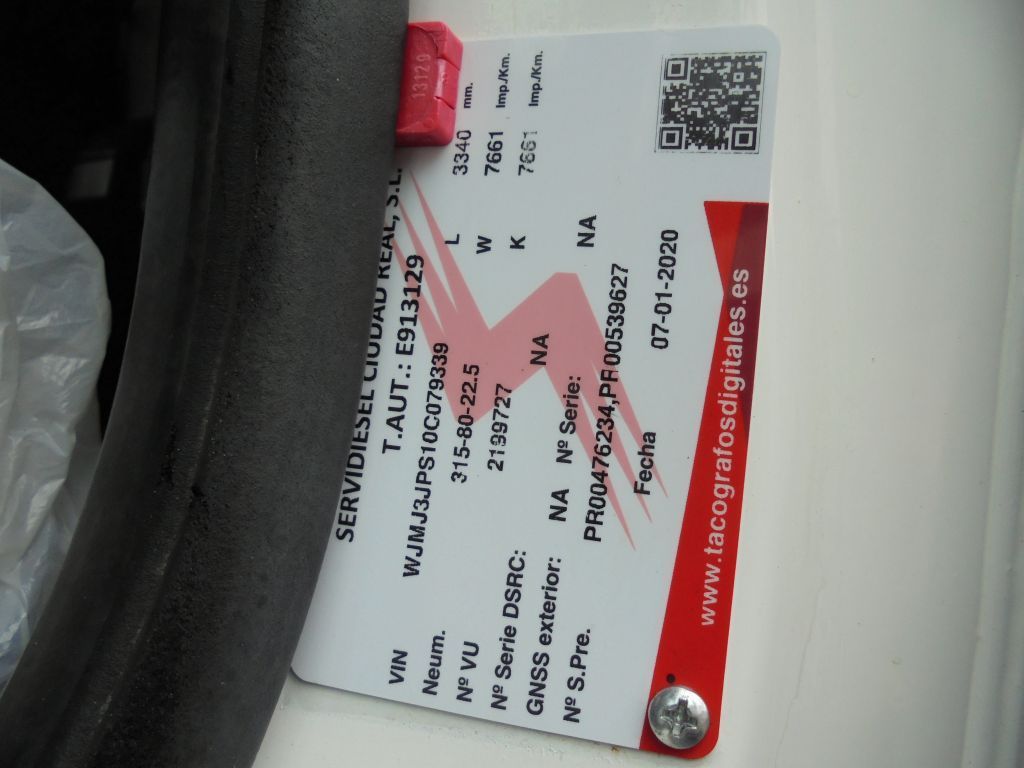 13129
SERVIDIESEL CIUDAD REAL, S.L.
T.AUT.: E913129
VIN WJMJ3JPS10C079339 L 3340 mm.
Neum. 315-80-22.5 W 7661 Imp./Km.
Nº VU 2199727 K 7661 Imp./Km.
Nº Serie DSRC: NA
GNSS exterior: NA Nº Serie: NA
Nº S.Pre. PR00476234,PR00539627
Fecha 07-01-2020
www.tacografosdigitales.es